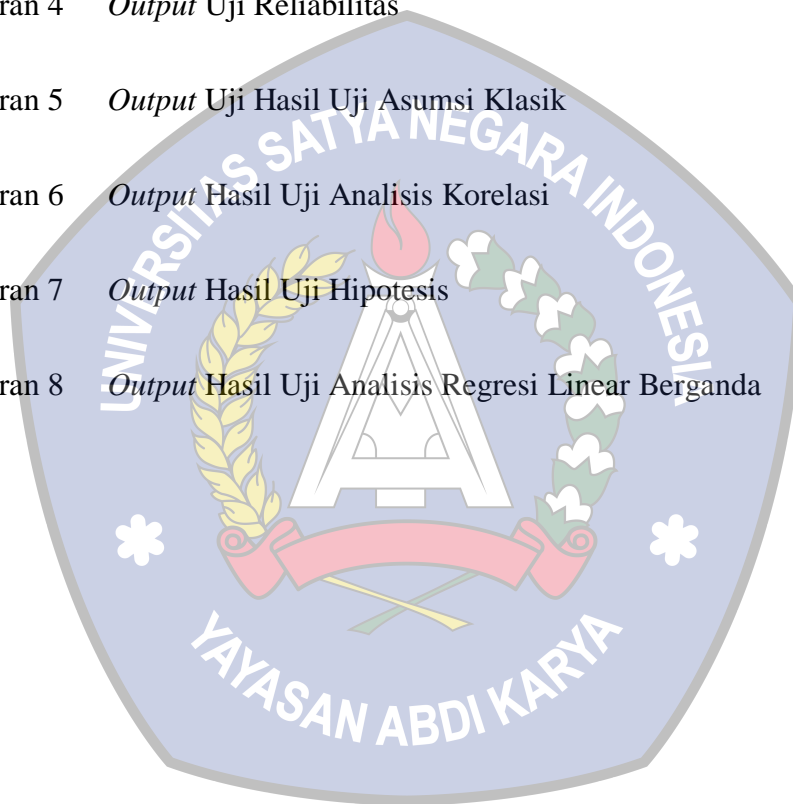 ran 4 Output Uji Reliabilitas
ran 5 Output Uji Hasil Uji Asumsi Klasik
UNIVERSITAS SATYA NEGARA INDONESIA
ran 6 Output Hasil Uji Analisis Korelasi
ran 7 Output Hasil Uji Hipotesis
ran 8 Output Hasil Uji Analisis Regresi Linear Berganda
YAYASAN ABDI KARYA